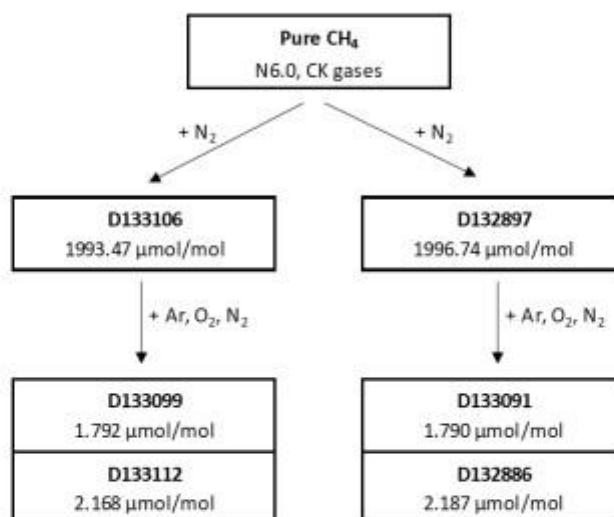 Pure CH₄
N6.0, CK gases
+ N₂
+ N₂
D133106
1993.47 μmol/mol
D132897
1996.74 μmol/mol
+ Ar, O₂, N₂
+ Ar, O₂, N₂
D133099
1.792 μmol/mol
D133091
1.790 μmol/mol
D133112
2.168 μmol/mol
D132886
2.187 μmol/mol